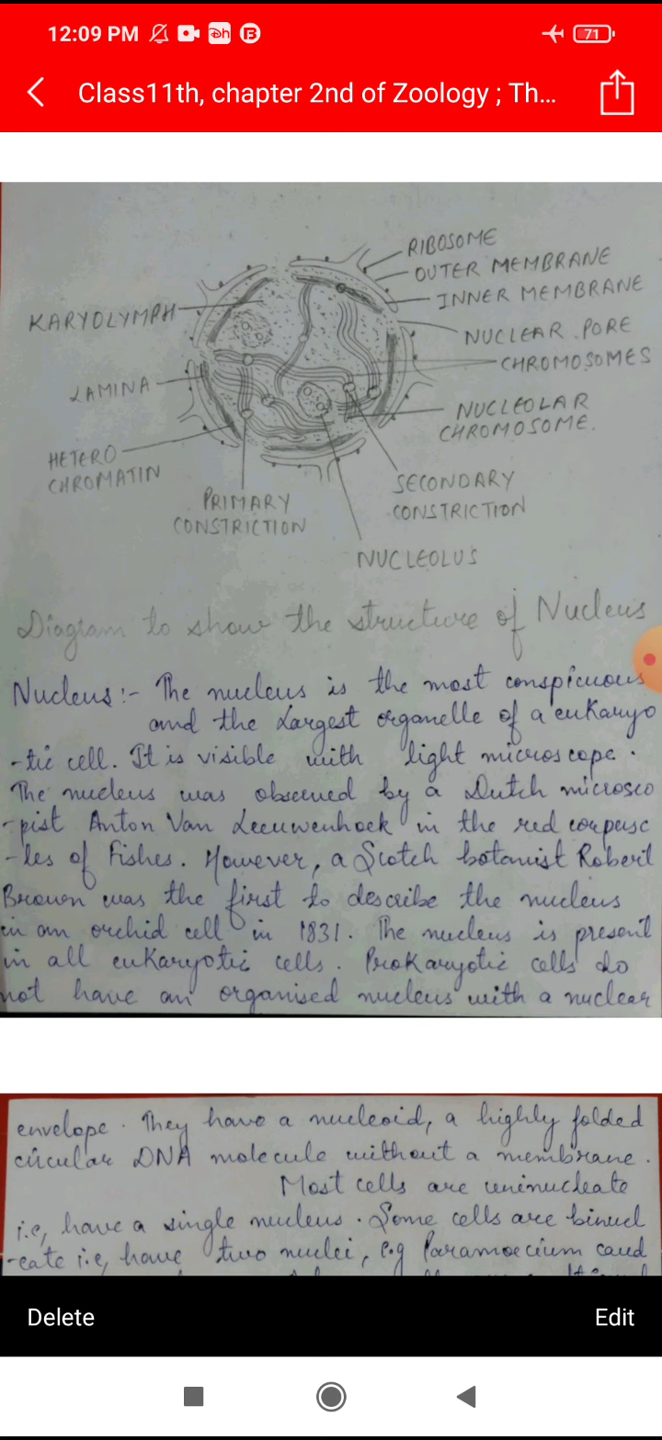 12:09 PM
71
Class11th, chapter 2nd of Zoology ; Th...
RIBOSOME
OUTER MEMBRANE
INNER MEMBRANE
KARYOLYMPH
NUCLEAR PORE
CHROMOSOMES
LAMINA
NUCLEOLAR
CHROMOSOME.
HETERO
CHROMATIN
SECONDARY
CONSTRICTION
PRIMARY
CONSTRICTION
NUCLEOLUS
Diagram to show the structure of Nucleus
Nucleus:- The nucleus is the most conspicuous
and the Largest organelle of a eukaryo
-tic cell. It is visible with light microscope.
The nucleus was observed by a Dutch microsco
-pist Anton Van Leeuwenhoek in the red corpusc
-les of Fishes. However, a Scotch botanist Robert
Brown was the first to describe the nucleus
in an orchid cell in 1831. The nucleus is present
in all eukaryotic cells. Prokaryotic cells do
not have an organised nucleus with a nuclear
envelope. They have a nucleoid, a highly folded
circular DNA molecule without a membrane.
Most cells are uninucleate
i.e, have a single nucleus. Some cells are binucl
-eate i.e, have two nuclei, e.g Paramoecium caud
Delete
Edit